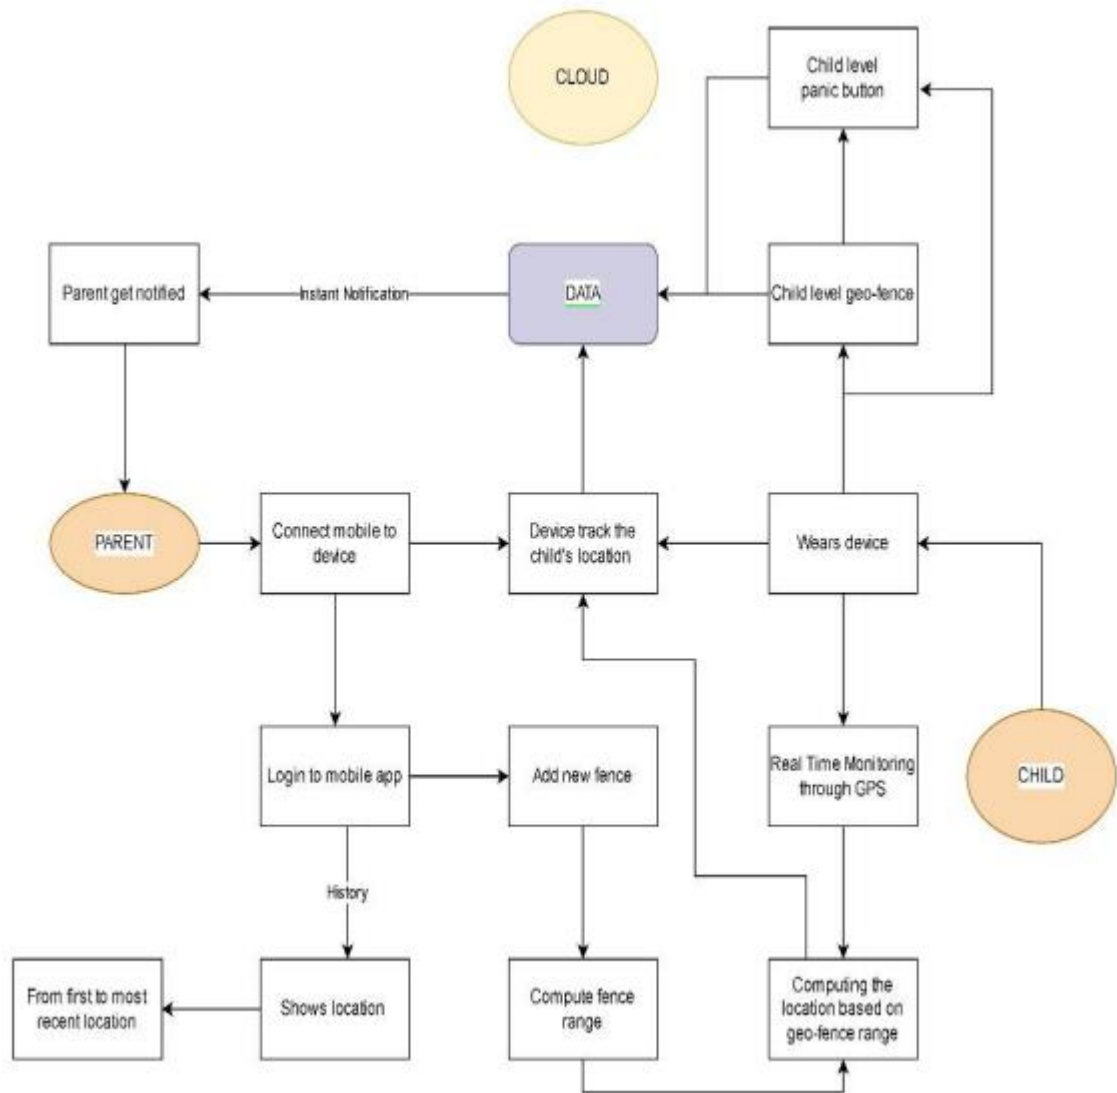 CLOUD
Child level
panic button
Parent get notified
Instant Notification
DATA
Child level geo-fence
PARENT
Connect mobile to
device
Device track the
child's location
Wears device
Login to mobile app
Add new fence
Real Time Monitoring
through GPS
CHILD
History
From first to most
recent location
Shows location
Compute fence
range
Computing the
location based on
geo-fence range